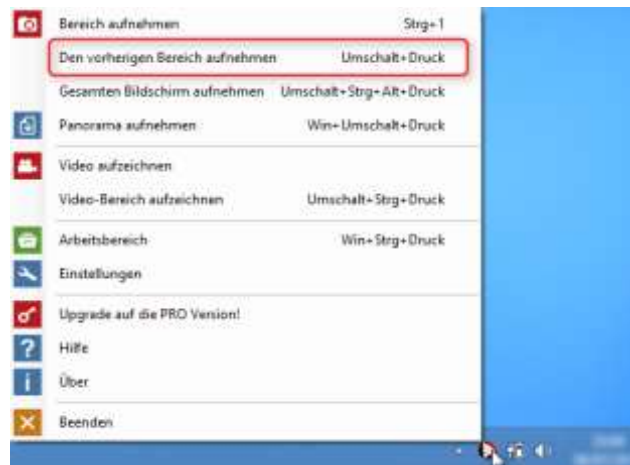 Bereich aufnehmen Strg+1
Den vorherigen Bereich aufnehmen Umschalt+Druck
Gesamten Bildschirm aufnehmen Umschalt+Strg+Alt+Druck
Panorama aufnehmen Win+Umschalt+Druck
Video aufzeichnen
Video-Bereich aufzeichnen Umschalt+Strg+Druck
Arbeitsbereich Win+Strg+Druck
Einstellungen
Upgrade auf die PRO Version!
Hilfe
Über
Beenden